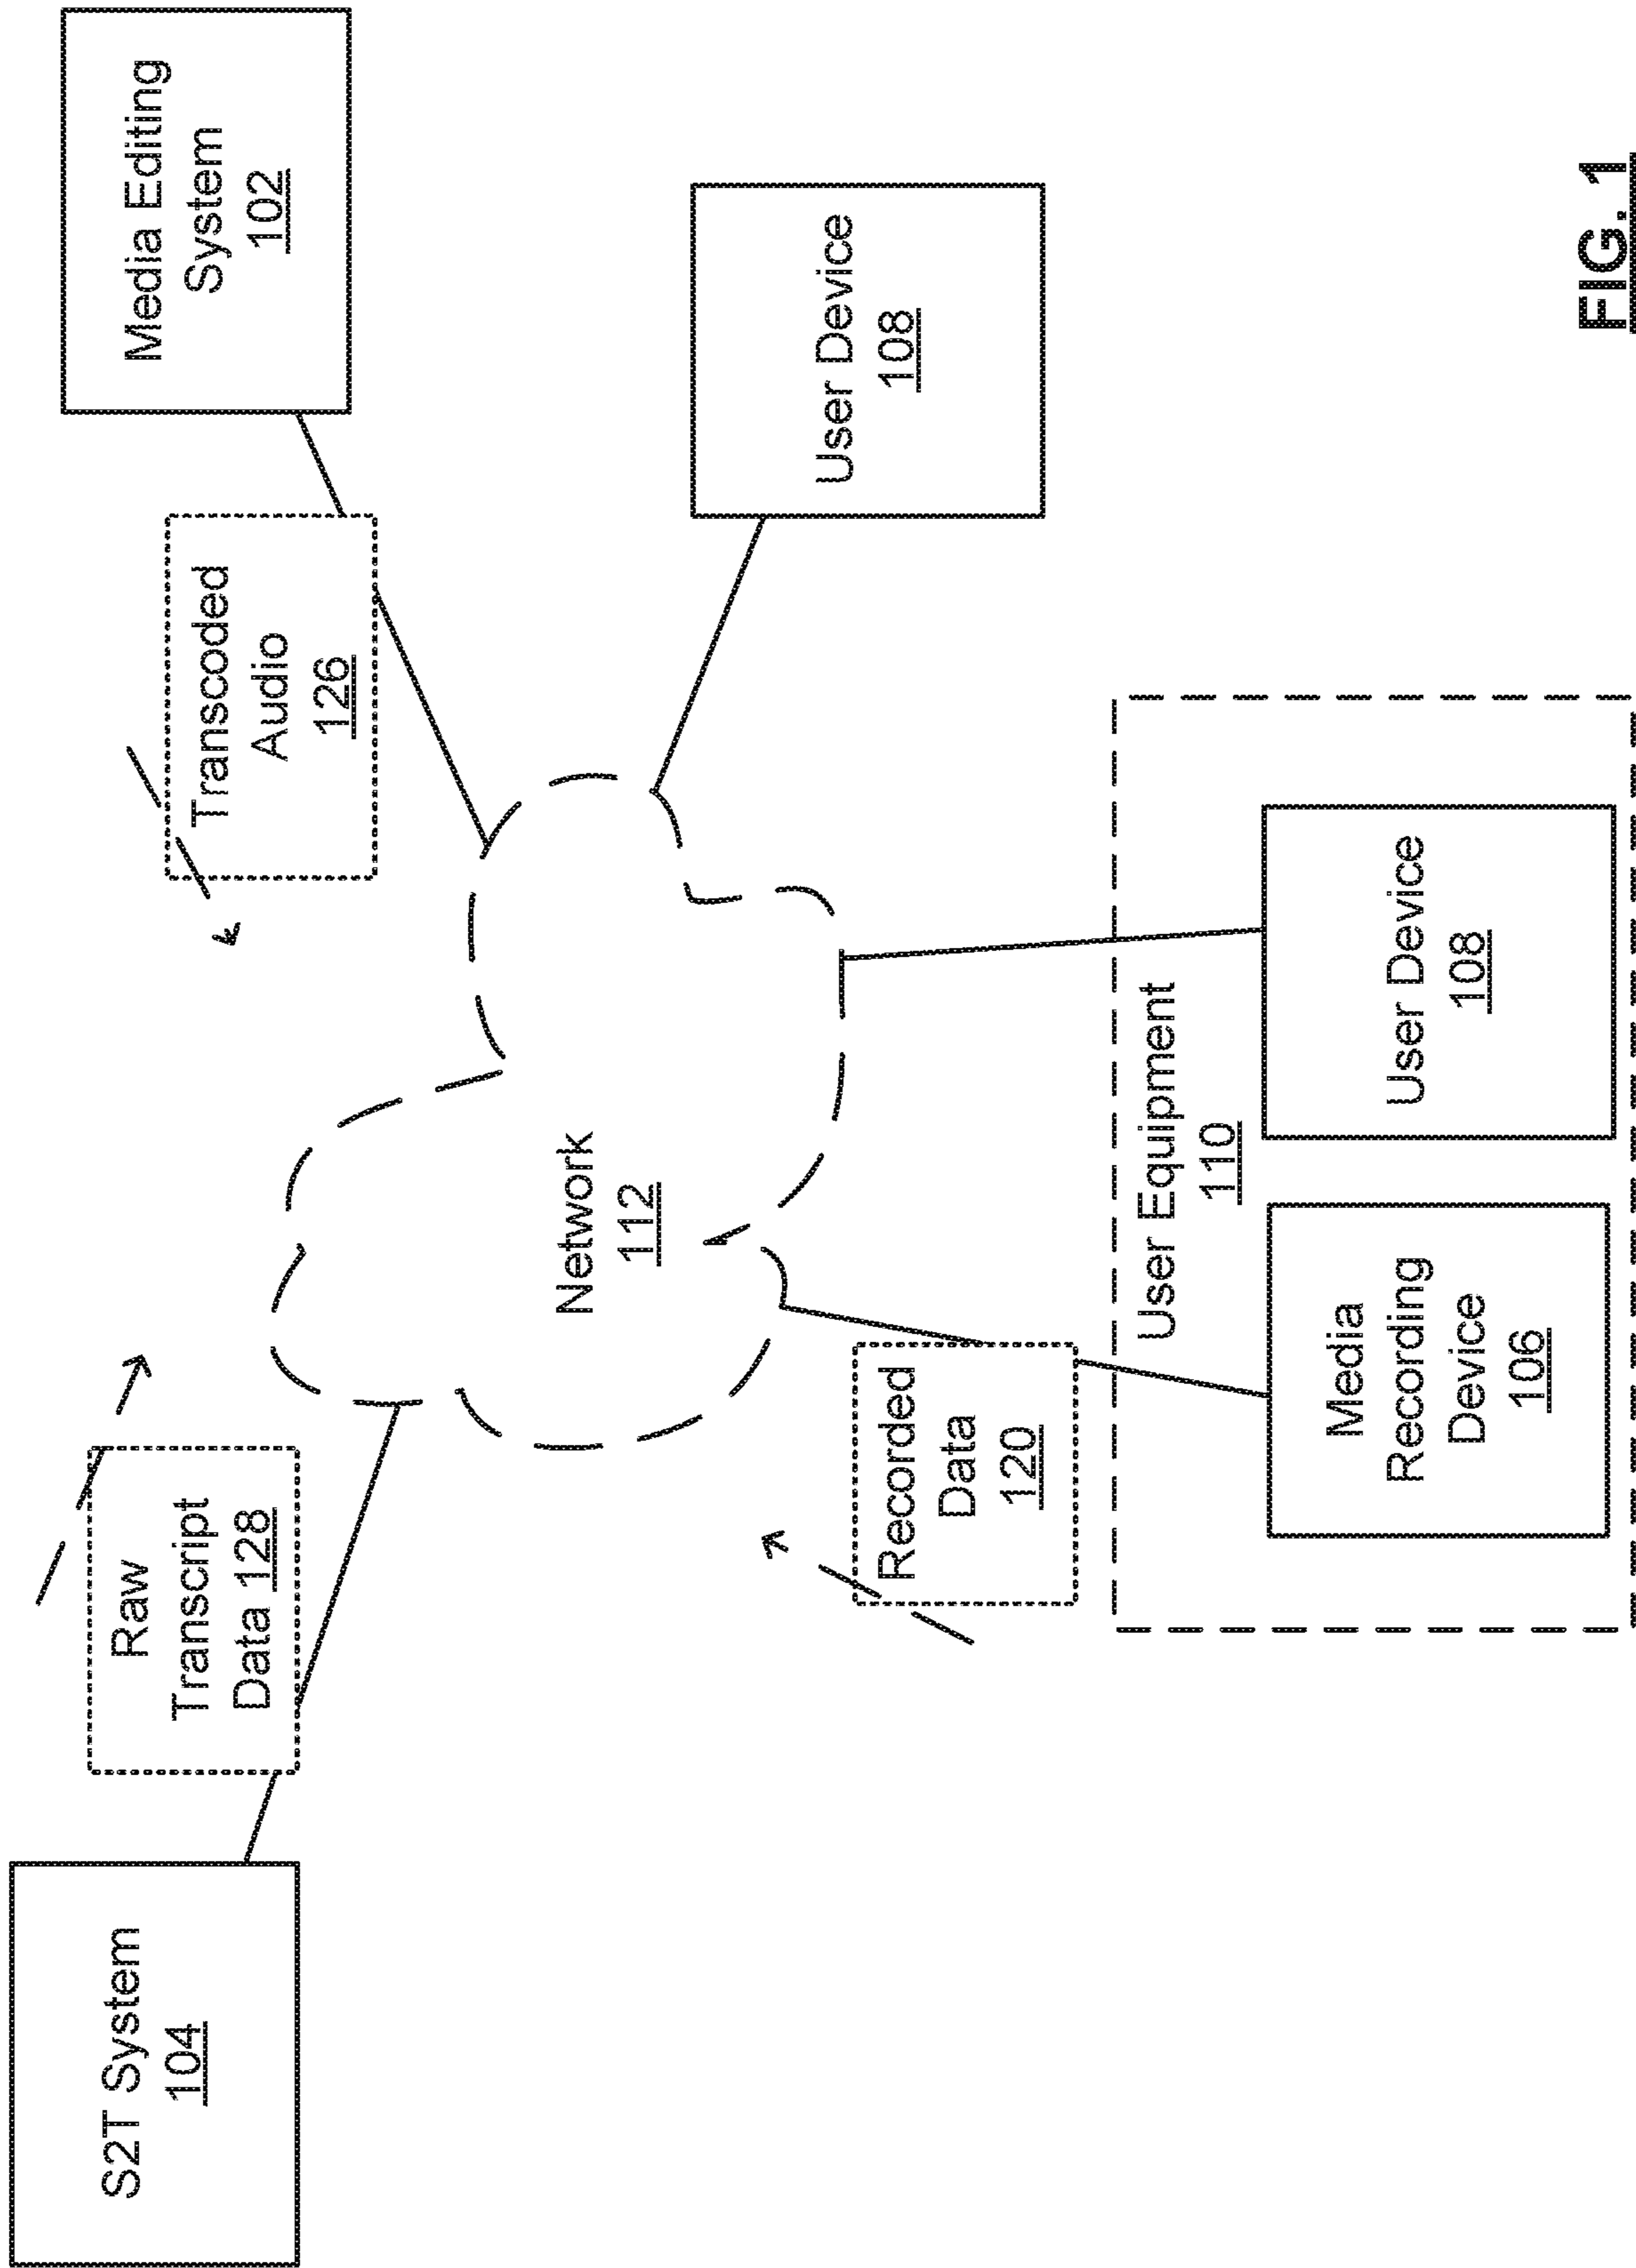 S2T System
104
Raw
Transcript
Data 128
Transcoded
Audio
126
Media Editing
System
102
Network
112
User Device
108
Recorded
Data
120
User Equipment
110
Media
Recording
Device
106
User Device
108
FIG. 1